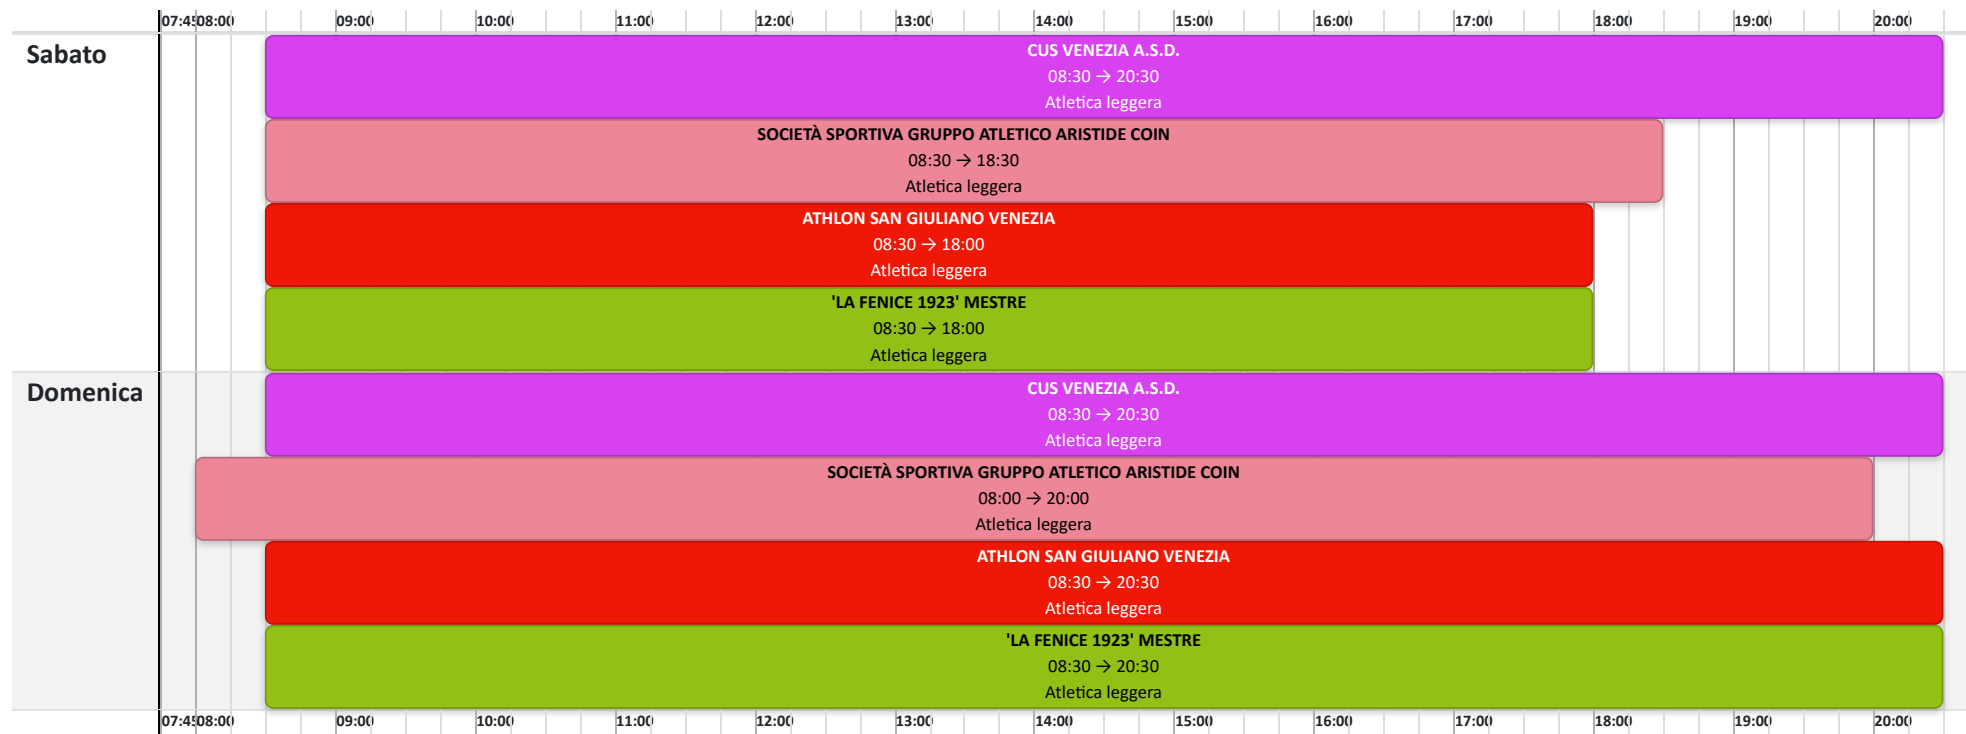 07:45 08:00 09:00 10:00 11:00 12:00 13:00 14:00 15:00 16:00 17:00 18:00 19:00 20:00
Sabato
CUS VENEZIA A.S.D.
08:30 → 20:30
Atletica leggera
SOCIETÀ SPORTIVA GRUPPO ATLETICO ARISTIDE COIN
08:30 → 18:30
Atletica leggera
ATHLON SAN GIULIANO VENEZIA
08:30 → 18:00
Atletica leggera
'LA FENICE 1923' MESTRE
08:30 → 18:00
Atletica leggera
Domenica
CUS VENEZIA A.S.D.
08:30 → 20:30
Atletica leggera
SOCIETÀ SPORTIVA GRUPPO ATLETICO ARISTIDE COIN
08:00 → 20:00
Atletica leggera
ATHLON SAN GIULIANO VENEZIA
08:30 → 20:30
Atletica leggera
'LA FENICE 1923' MESTRE
08:30 → 20:30
Atletica leggera
07:45 08:00 09:00 10:00 11:00 12:00 13:00 14:00 15:00 16:00 17:00 18:00 19:00 20:00